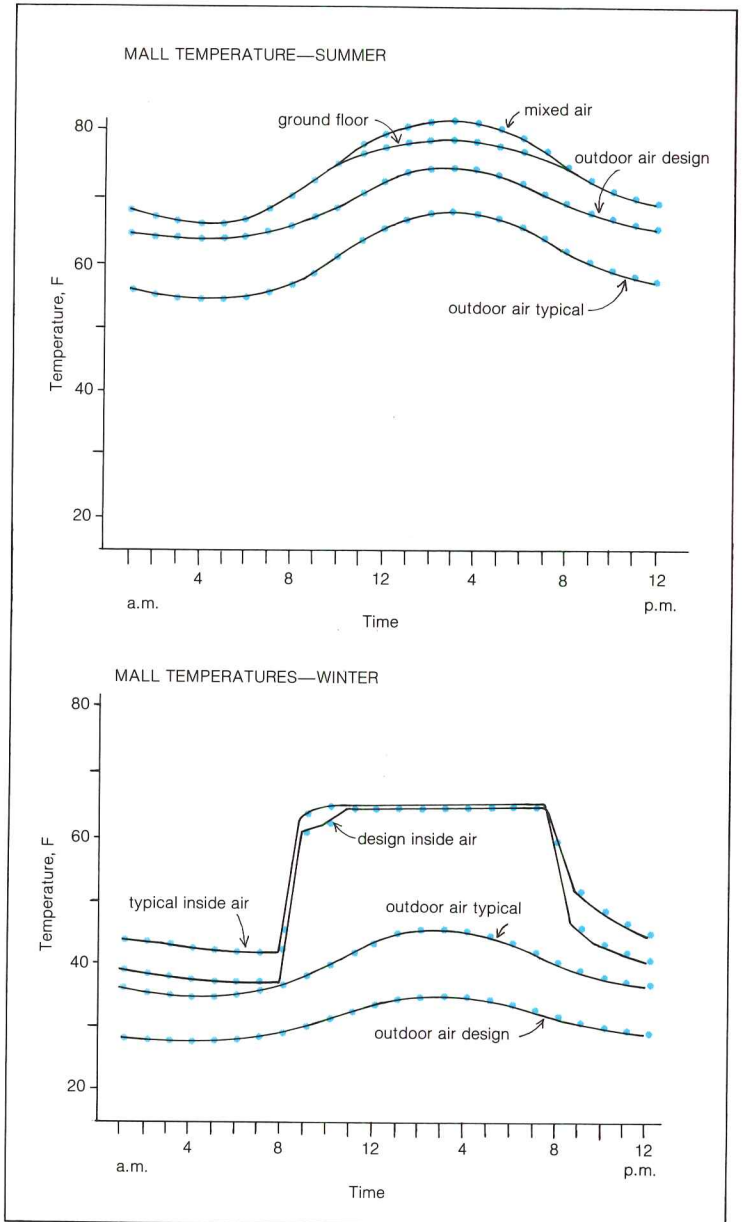 MALL TEMPERATURE—SUMMER
80
60
40
20
Temperature, F
ground floor
mixed air
outdoor air design
outdoor air typical
4 8 12 4 8 12
a.m. p.m.
Time
MALL TEMPERATURES—WINTER
80
60
40
20
Temperature, F
design inside air
typical inside air
outdoor air typical
outdoor air design
4 8 12 4 8 12
a.m. p.m.
Time